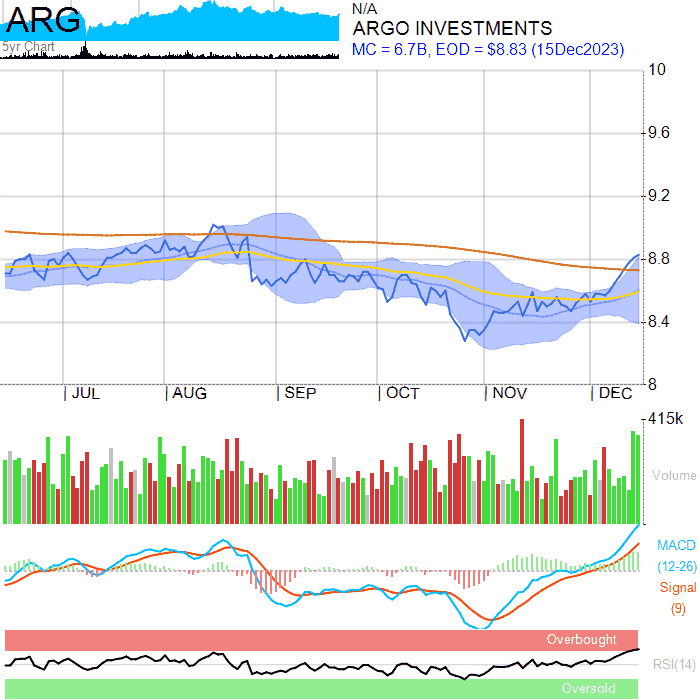 ARG
5yr Chart
N/A
ARGO INVESTMENTS
MC = 6.7B, EOD = $8.83 (15Dec2023)
10
9.6
9.2
8.8
8.4
8
JUL AUG SEP OCT NOV DEC
415k
Volume
MACD
(12-26)
Signal
(9)
Overbought
RSI(14)
Oversold